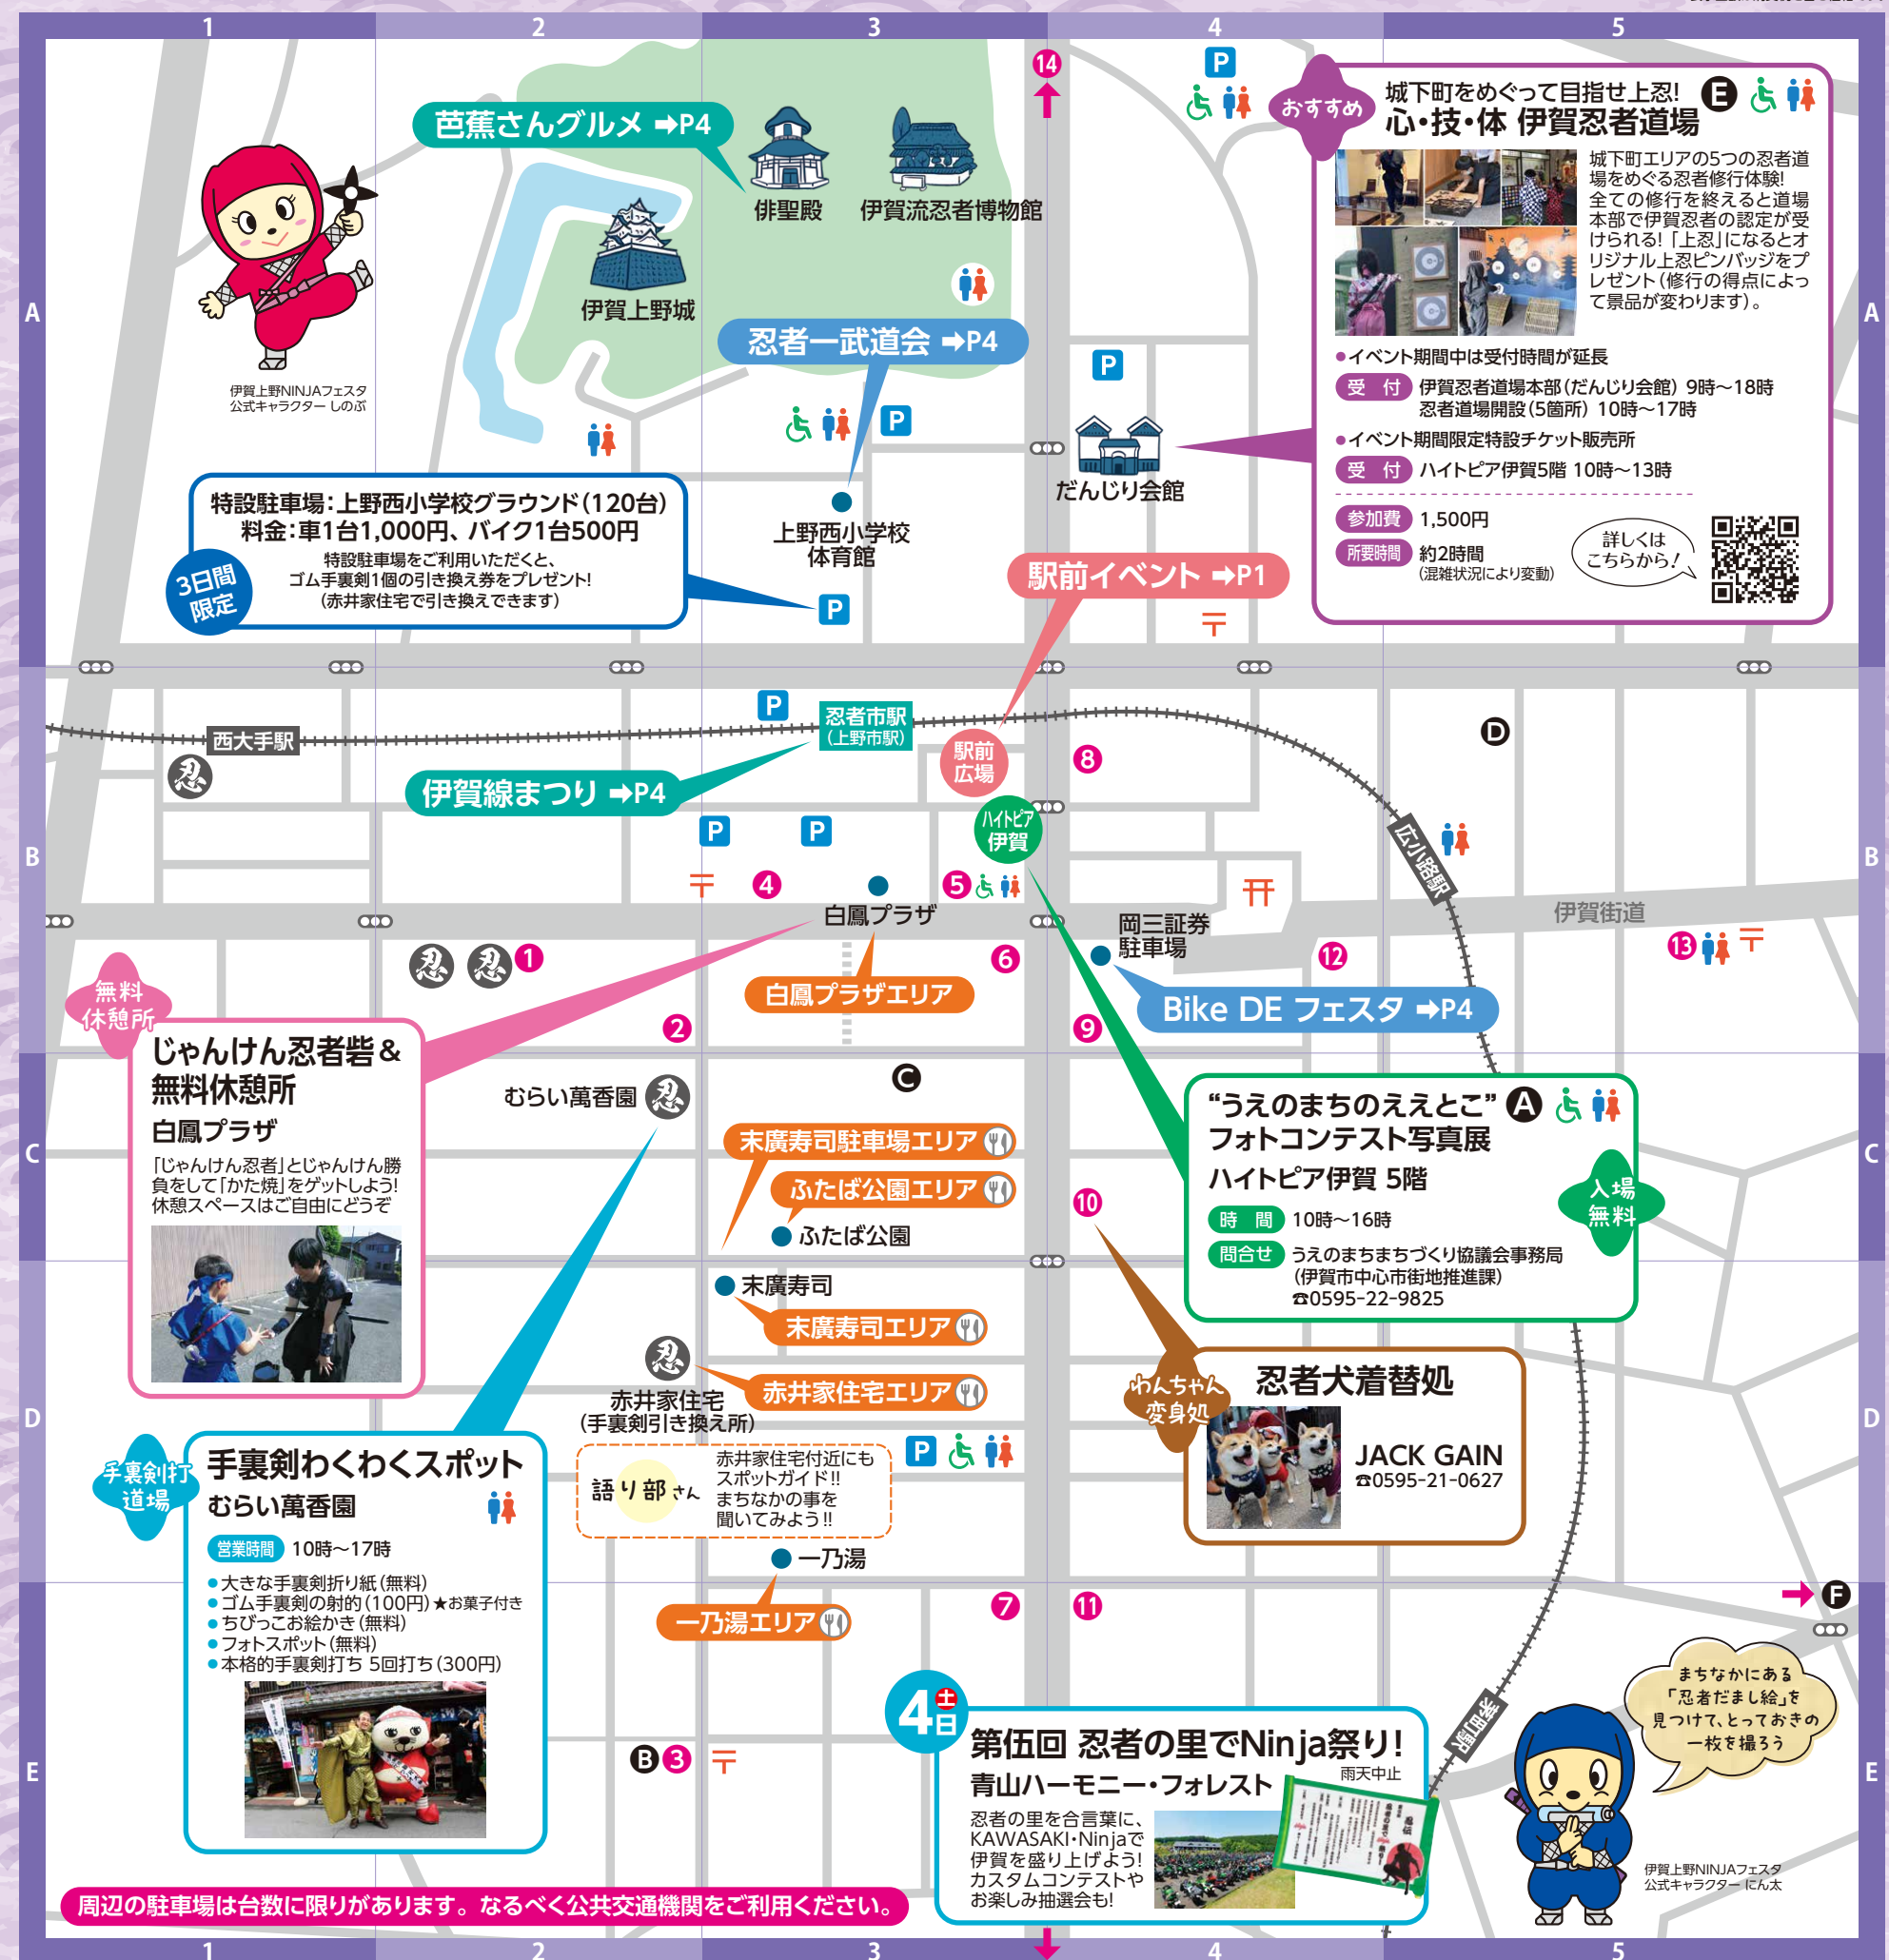 1
2
3
4
5
A
A
B
B
C
C
D
D
E
E
1
2
3
4
5
14
芭蕉さんグルメ ➡P4
俳聖殿
伊賀流忍者博物館
伊賀上野城
伊賀上野NINJAフェスタ
公式キャラクター しのぶ
忍者一武道会 ➡P4
P
P
P
だんじり会館
おすすめ
城下町をめぐって目指せ上忍!
心・技・体 伊賀忍者道場
E
城下町エリアの5つの忍者道
場をめぐる忍者修行体験!
全ての修行を終えると道場
本部で伊賀忍者の認定が受
けられる!「上忍」になるとオ
リジナル上忍ピンバッジをプ
レゼント(修行の得点によっ
て景品が変わります)。
●イベント期間中は受付時間が延長
受 付 伊賀忍者道場本部(だんじり会館) 9時〜18時
忍者道場開設(5箇所) 10時〜17時
●イベント期間限定特設チケット販売所
受 付 ハイトピア伊賀5階 10時〜13時
参加費 1,500円
所要時間 約2時間
(混雑状況により変動)
詳しくは
こちらから!
特設駐車場:上野西小学校グラウンド(120台)
料金:車1台1,000円、バイク1台500円
特設駐車場をご利用いただくと、
ゴム手裏剣1個の引き換え券をプレゼント!
(赤井家住宅で引き換えできます)
3日間
限定
上野西小学校
体育館
P
駅前イベント ➡P1
〒
西大手駅
忍
P
忍者市駅
(上野市駅)
駅前
広場
伊賀線まつり ➡P4
8
D
ハイトピア
伊賀
P
P
〒
4
5
白鳳プラザ
広小路駅
伊賀街道
岡三証券
駐車場
忍
忍
1
6
12
13
〒
白鳳プラザエリア
Bike DE フェスタ ➡P4
2
9
無料
休憩所
じゃんけん忍者砦&
無料休憩所
白鳳プラザ
「じゃんけん忍者」とじゃんけん勝
負をして「かた焼」をゲットしよう!
休憩スペースはご自由にどうぞ
むらい萬香園
忍
C
末廣寿司駐車場エリア
ふたば公園エリア
ふたば公園
10
“うえのまちのええとこ”
フォトコンテスト写真展
A
ハイトピア伊賀 5階
入場
無料
時 間 10時〜16時
問合せ うえのまちまちづくり協議会事務局
(伊賀市中心市街地推進課)
☎0595-22-9825
末廣寿司
末廣寿司エリア
忍
赤井家住宅
(手裏剣引き換え所)
赤井家住宅エリア
わんちゃん
変身処
忍者犬着替処
JACK GAIN
☎0595-21-0627
P
語り部さん
赤井家住宅付近にも
スポットガイド!!
まちなかの事を
聞いてみよう!!
手裏剣打
道場
手裏剣わくわくスポット
むらい萬香園
営業時間 10時〜17時
●大きな手裏剣折り紙(無料)
●ゴム手裏剣の射的(100円)★お菓子付き
●ちびっこお絵かき(無料)
●フォトスポット(無料)
●本格的手裏剣打ち 5回打ち(300円)
一乃湯
一乃湯エリア
7
11
F
B
3
〒
4土
日
第伍回 忍者の里でNinja祭り!
青山ハーモニー・フォレスト
雨天中止
忍者の里を合言葉に、
KAWASAKI・Ninjaで
伊賀を盛り上げよう!
カスタムコンテストや
お楽しみ抽選会も!
茅町駅
まちなかにある
「忍者だまし絵」を
見つけて、とっておきの
一枚を撮ろう
伊賀上野NINJAフェスタ
公式キャラクター にん太
周辺の駐車場は台数に限りがあります。なるべく公共交通機関をご利用ください。